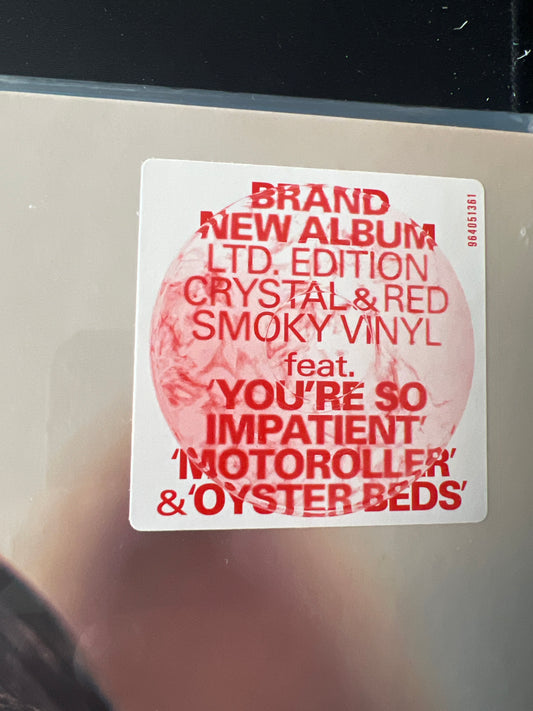 BRAND
NEW ALBUM
LTD. EDITION
CRYSTAL & RED
SMOKY VINYL
feat.
'YOU'RE SO
IMPATIENT'
'MOTOROLLER'
& 'OYSTER BEDS'
964051361